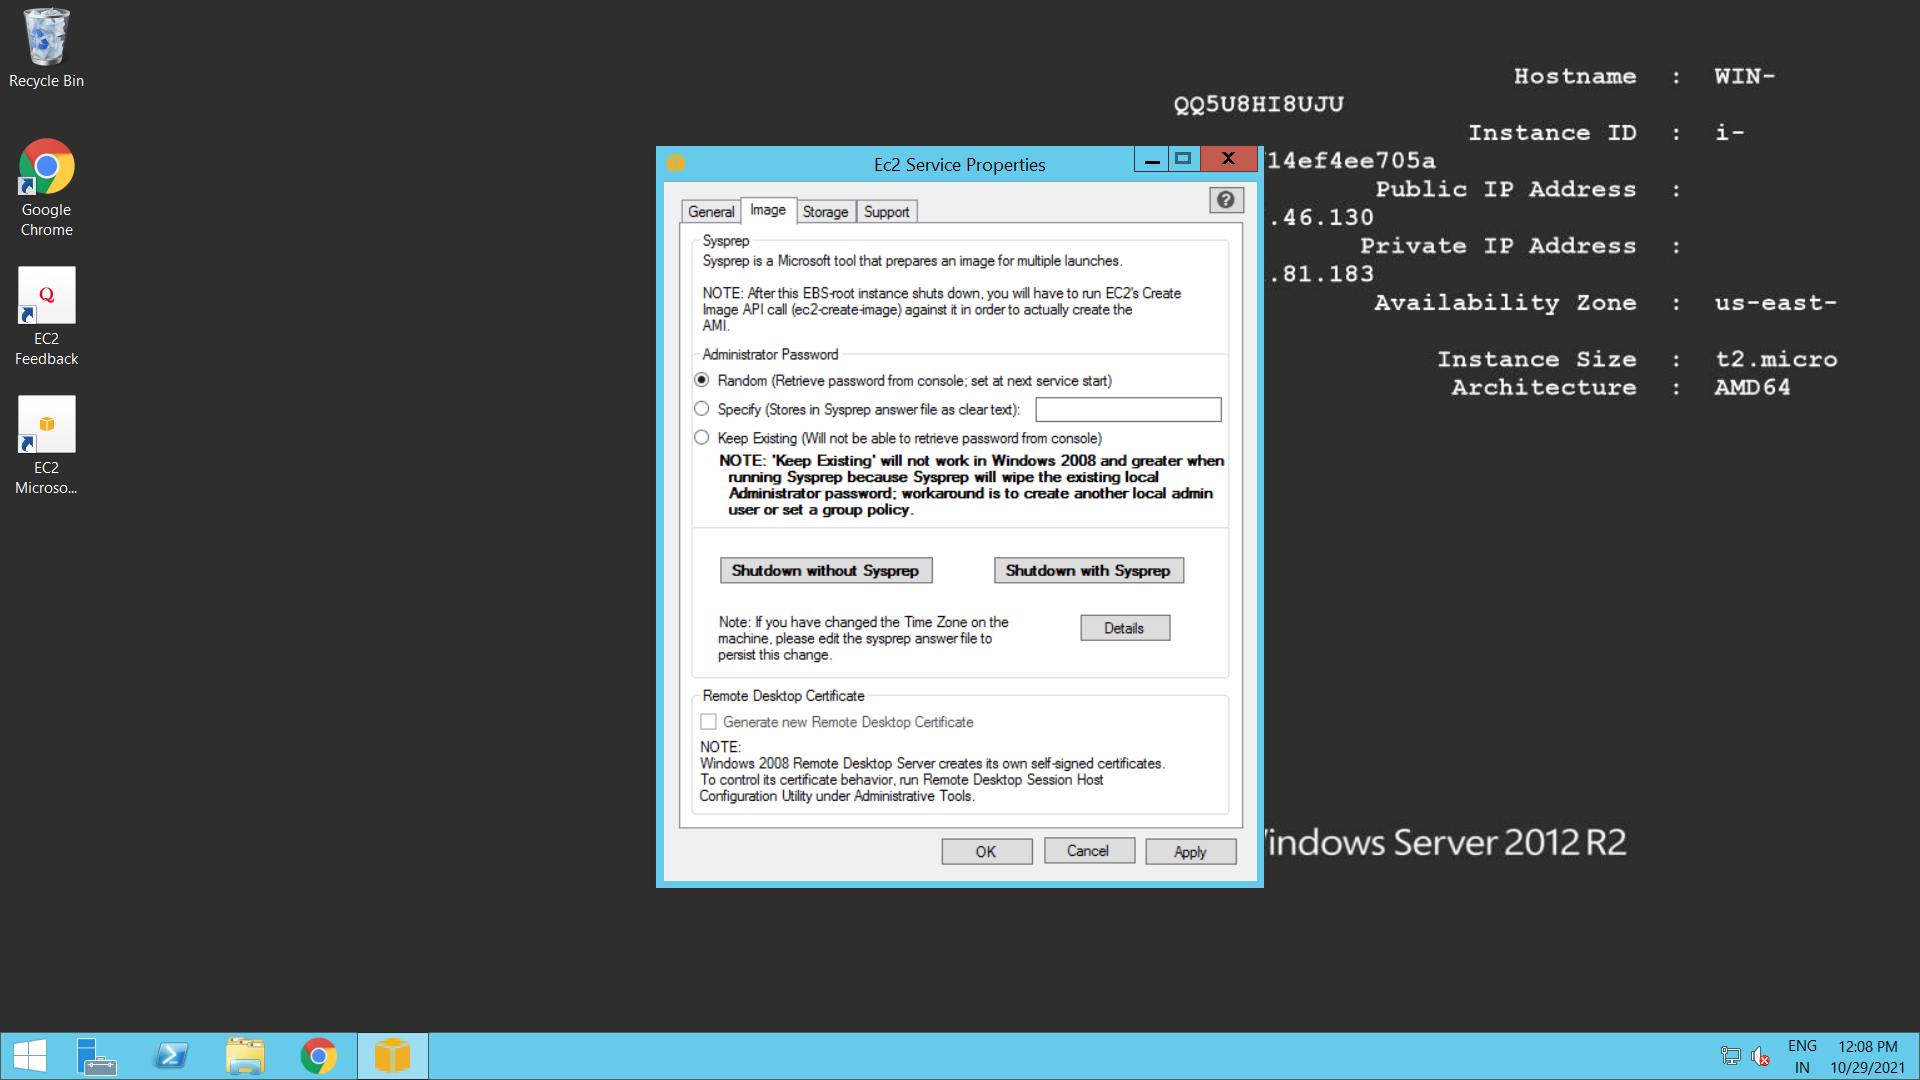 Recycle Bin
Google
Chrome
Q
EC2
Feedback
EC2
Microso...
Hostname : WIN-
QQ5U8HI8UJU
Instance ID : i-
14ef4ee705a
Public IP Address :
.46.130
Private IP Address :
.81.183
Availability Zone : us-east-
Instance Size : t2.micro
Architecture : AMD64
Ec2 Service Properties
?
General Image Storage Support
Sysprep
Sysprep is a Microsoft tool that prepares an image for multiple launches.
NOTE: After this EBS-root instance shuts down, you will have to run EC2's Create
Image API call (ec2-create-image) against it in order to actually create the
AMI.
Administrator Password
Random (Retrieve password from console; set at next service start)
Specify (Stores in Sysprep answer file as clear text):
Keep Existing (Will not be able to retrieve password from console)
NOTE: 'Keep Existing' will not work in Windows 2008 and greater when
running Sysprep because Sysprep will wipe the existing local
Administrator password; workaround is to create another local admin
user or set a group policy.
Shutdown without Sysprep Shutdown with Sysprep
Note: If you have changed the Time Zone on the
machine, please edit the sysprep answer file to
persist this change.
Details
Remote Desktop Certificate
Generate new Remote Desktop Certificate
NOTE:
Windows 2008 Remote Desktop Server creates its own self-signed certificates.
To control its certificate behavior, run Remote Desktop Session Host
Configuration Utility under Administrative Tools.
OK Cancel Apply
indows Server 2012 R2
ENG 12:08 PM
IN 10/29/2021